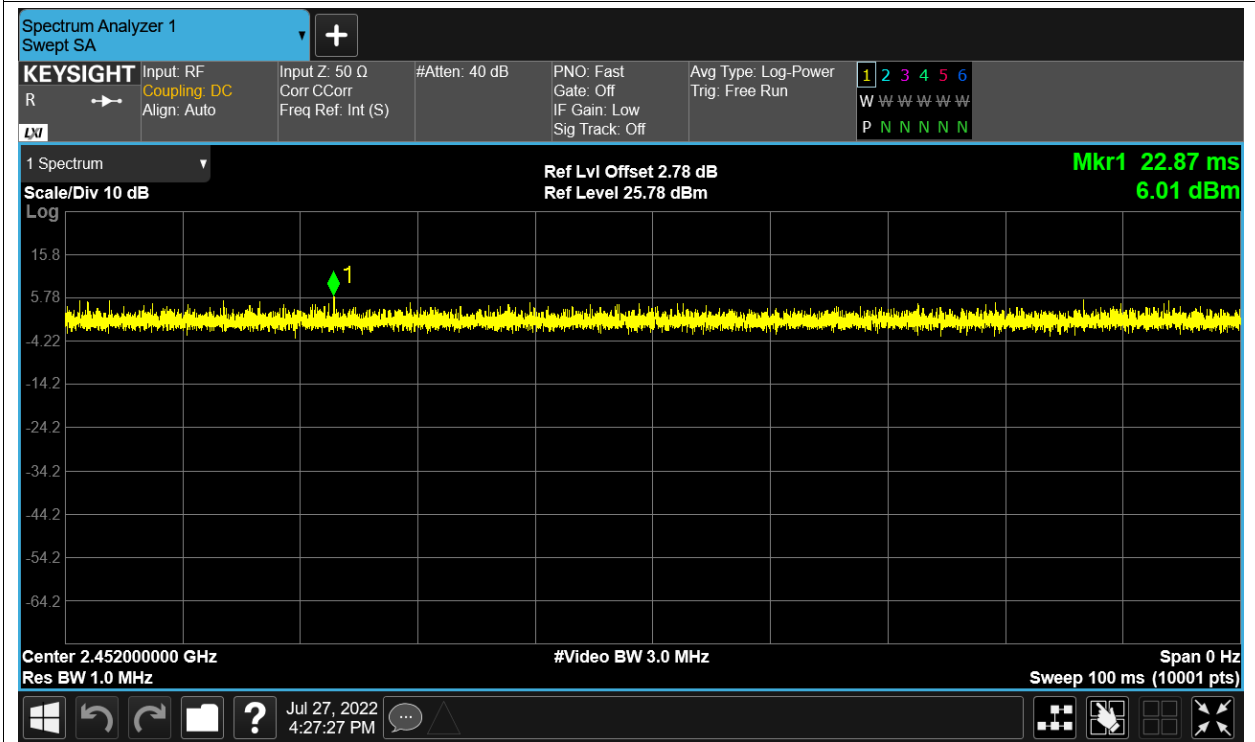 Spectrum Analyzer 1
Swept SA
+
KEYSIGHT Input: RF Input Z: 50 Ω #Atten: 40 dB PNO: Fast Avg Type: Log-Power 1 2 3 4 5 6
R Coupling: DC Corr CCorr Gate: Off Trig: Free Run W W W W W W
Align: Auto Freq Ref: Int (S) IF Gain: Low P N N N N N
LXI Sig Track: Off
1 Spectrum Ref Lvl Offset 2.78 dB Mkr1 22.87 ms
Scale/Div 10 dB Ref Level 25.78 dBm 6.01 dBm
Log
15.8
1
5.78
-4.22
-14.2
-24.2
-34.2
-44.2
-54.2
-64.2
Center 2.452000000 GHz #Video BW 3.0 MHz Span 0 Hz
Res BW 1.0 MHz Sweep 100 ms (10001 pts)
? Jul 27, 2022
4:27:27 PM